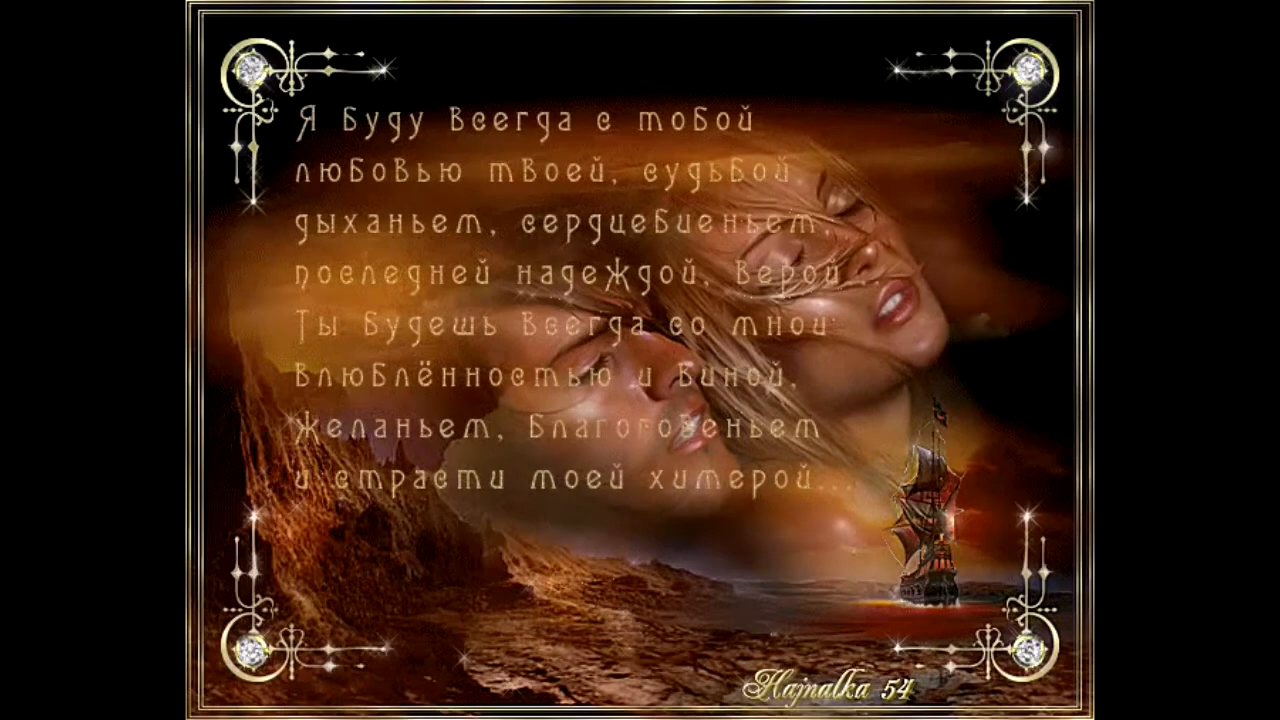 Я буду всегда с тобой
любовью твоей, судьбой
дыханьем, сердцебиеньем
последней надеждой, верой
Ты будешь всегда со мной
влюблённостью и виной,
желаньем, благоговеньем
и страсти моей химерой...
Hajnalka 54